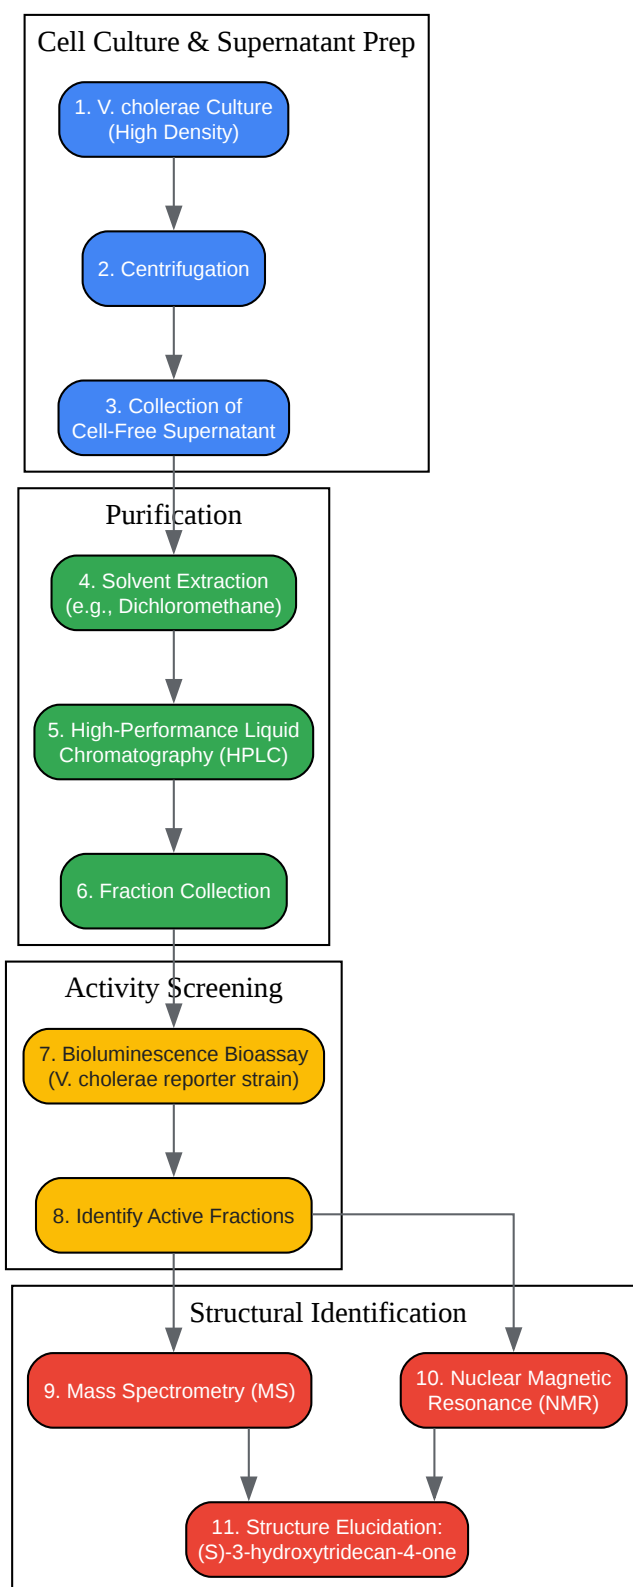 Cell Culture & Supernatant Prep
1. V. cholerae Culture
(High Density)
2. Centrifugation
3. Collection of
Cell-Free Supernatant
Purification
4. Solvent Extraction
(e.g., Dichloromethane)
5. High-Performance Liquid
Chromatography (HPLC)
6. Fraction Collection
Activity Screening
7. Bioluminescence Bioassay
(V. cholerae reporter strain)
8. Identify Active Fractions
Structural Identification
9. Mass Spectrometry (MS)
10. Nuclear Magnetic
Resonance (NMR)
11. Structure Elucidation:
(S)-3-hydroxytridecan-4-one